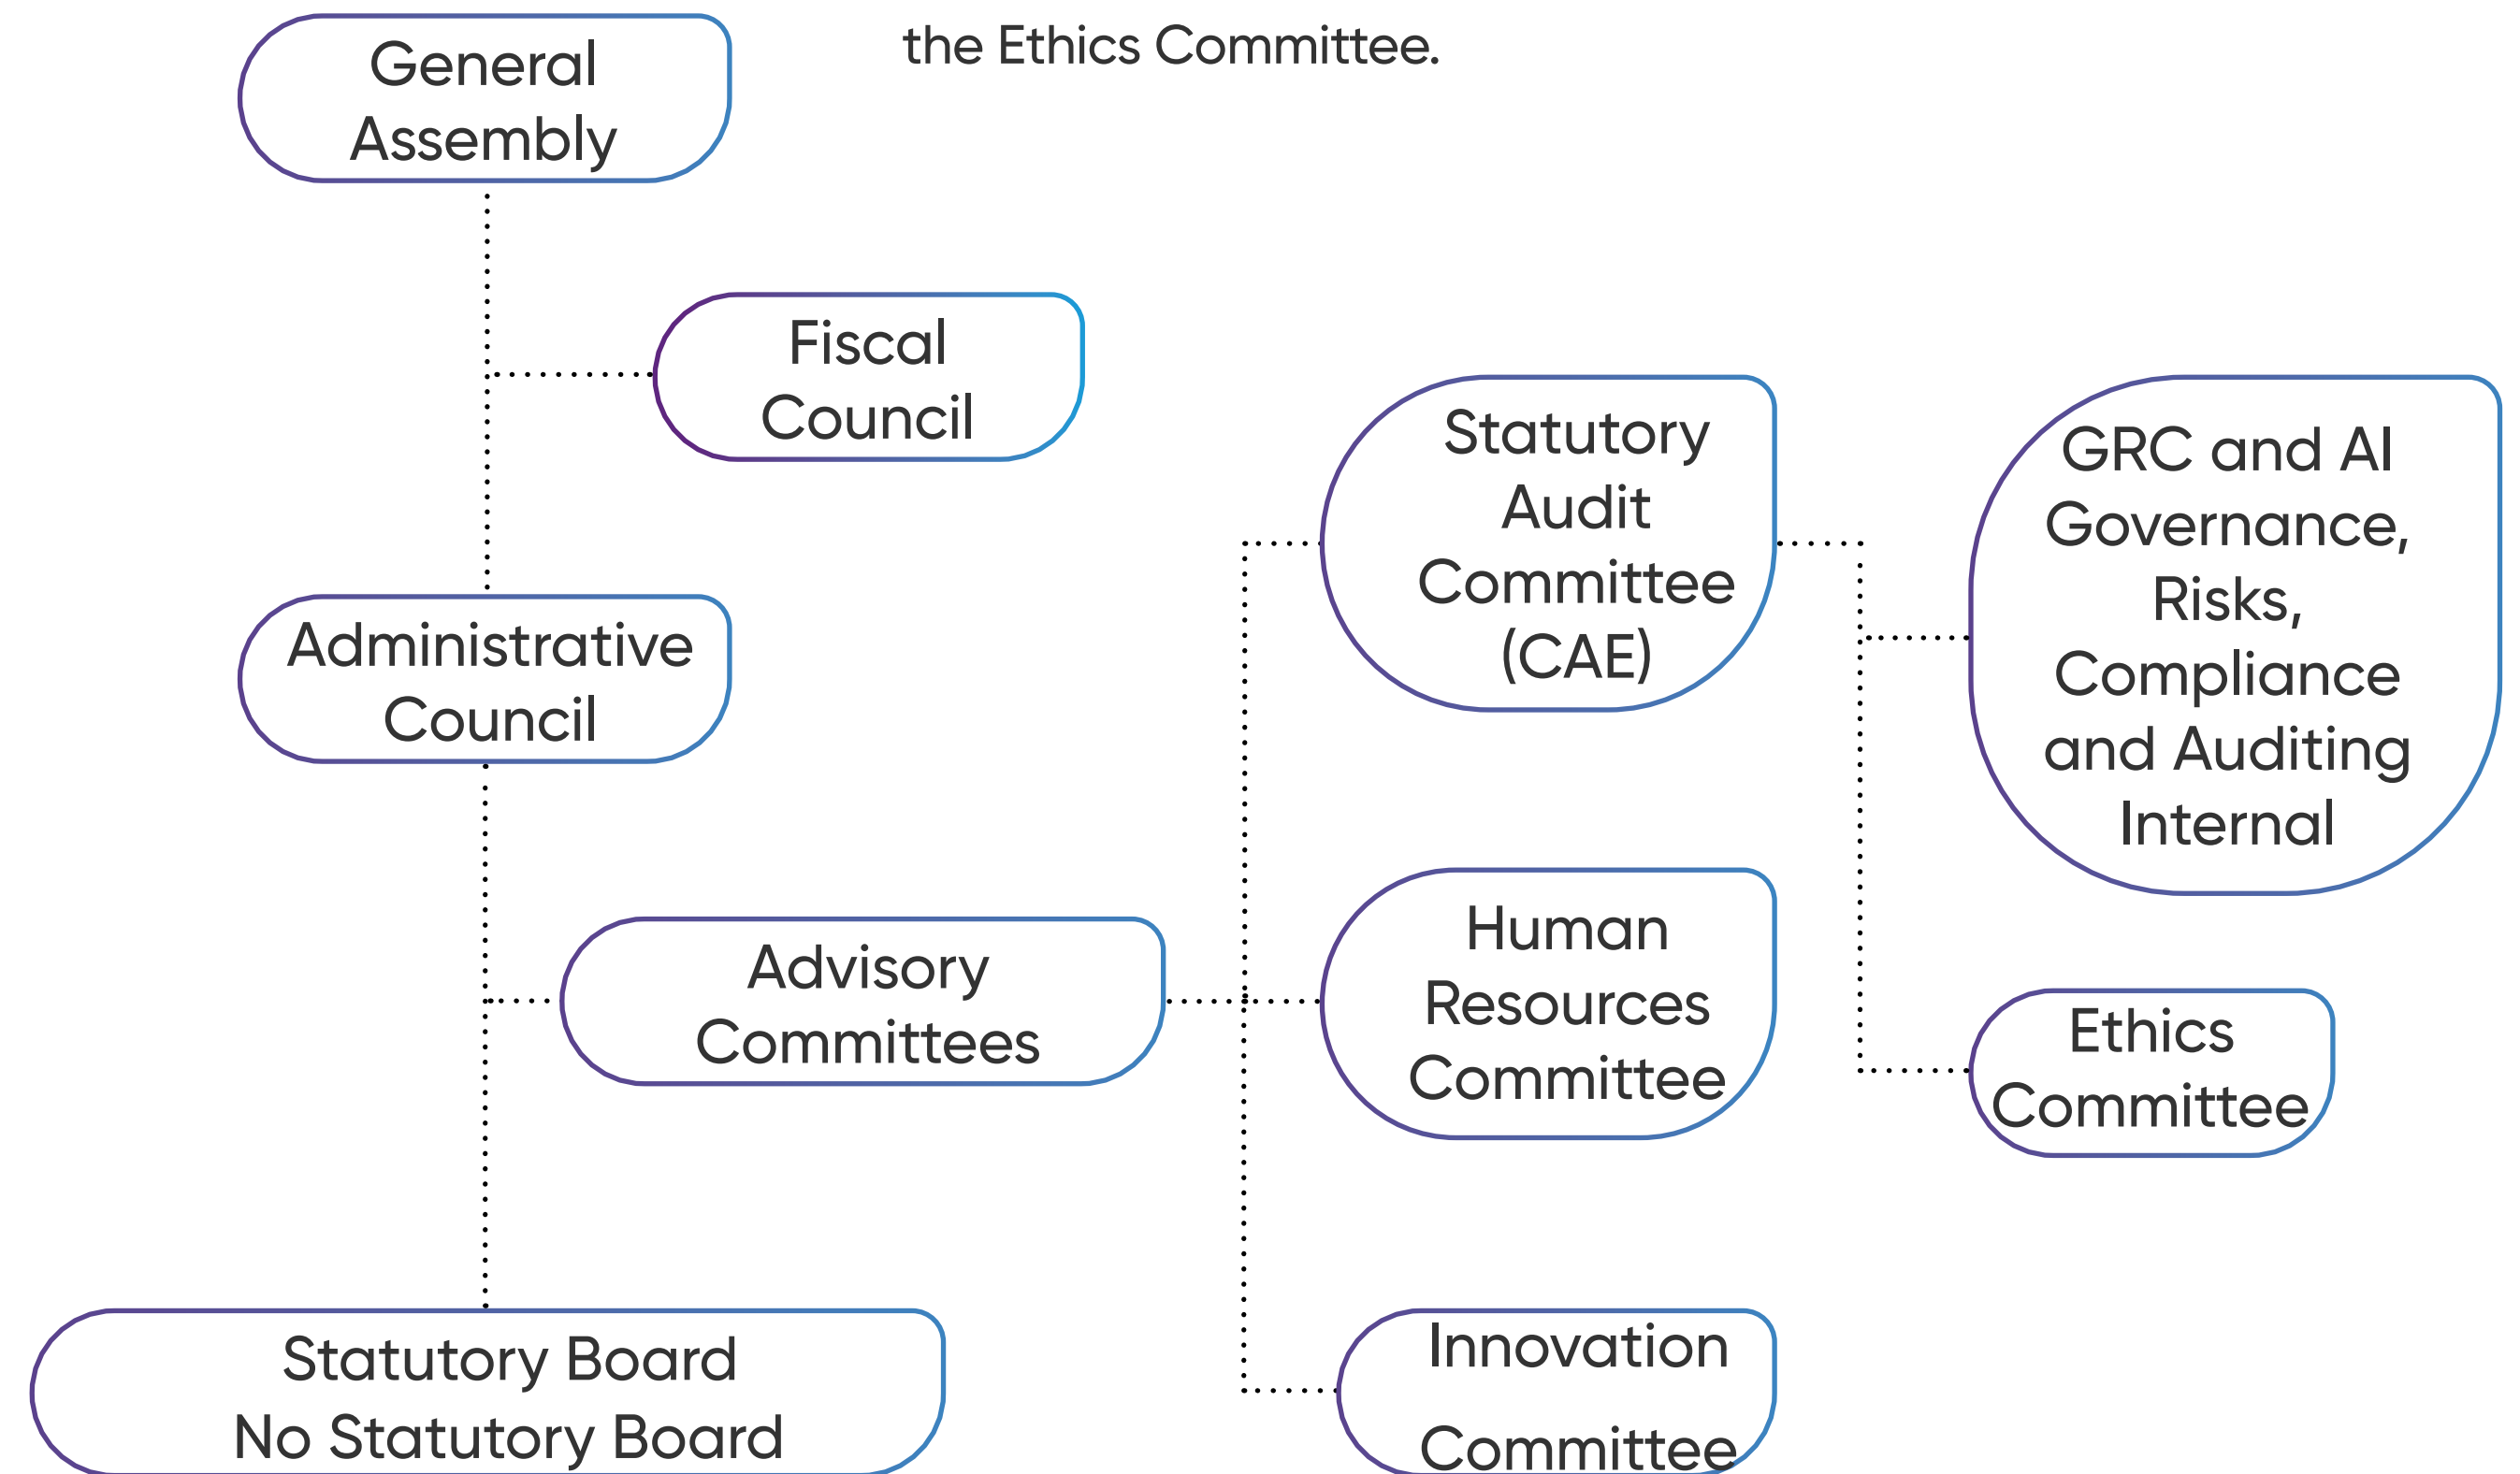 the Ethics Committee.
General
Assembly
Fiscal
Council
Administrative
Council
Advisory
Committees
Statutory Board
No Statutory Board
Statutory
Audit
Committee
(CAE)
Human
Resources
Committee
Innovation
Committee
GRC and AI
Governance,
Risks,
Compliance
and Auditing
Internal
Ethics
Committee